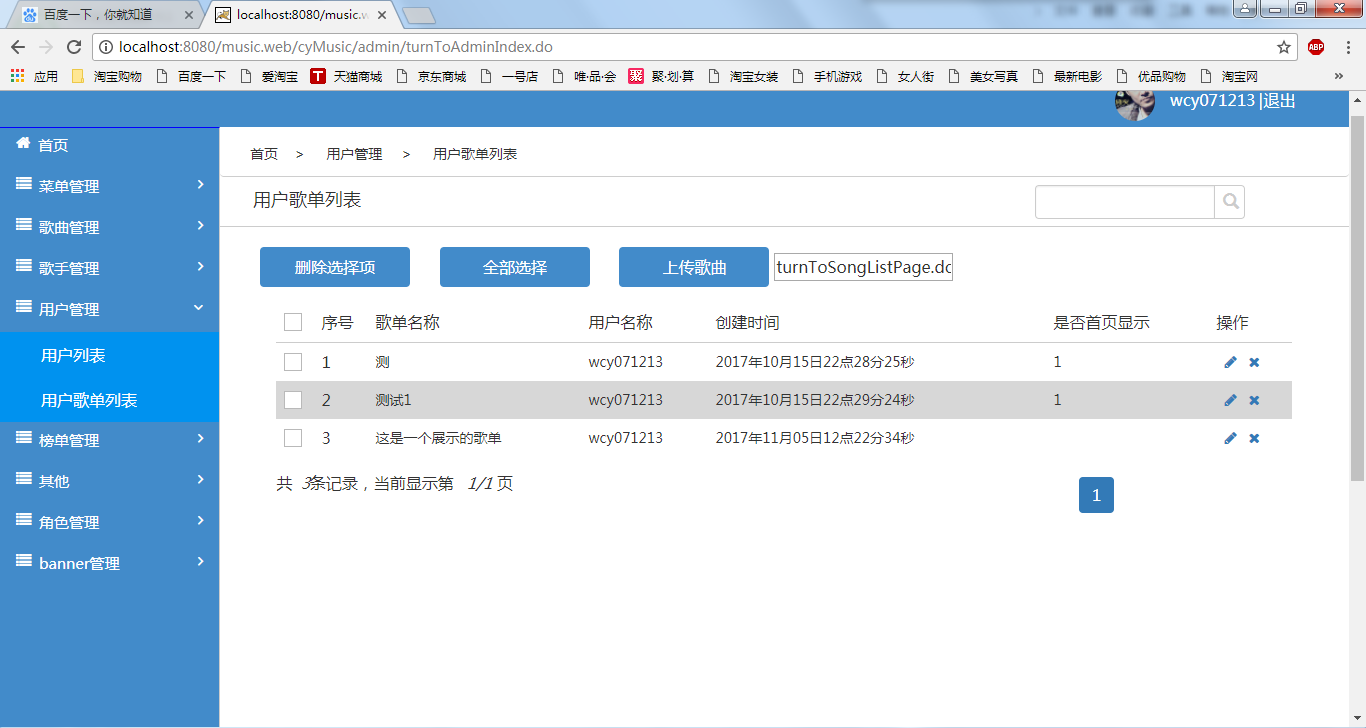 百度一下，你就知道
localhost:8080/music.w
localhost:8080/music.web/cyMusic/admin/turnToAdminIndex.do
ABP
应用 淘宝购物 百度一下 爱淘宝 T 天猫商城 京东商城 一号店 唯·品·会 聚 聚·划·算 淘宝女装 手机游戏 女人街 美女写真 最新电影 优品购物 淘宝网 »
wcy071213 |退出
首页
菜单管理
歌曲管理
歌手管理
用户管理
用户列表
用户歌单列表
榜单管理
其他
角色管理
banner管理
首页 > 用户管理 > 用户歌单列表
用户歌单列表
删除选择项 全部选择 上传歌曲 turnToSongListPage.dc
序号 歌单名称 用户名称 创建时间 是否首页显示 操作
1 测 wcy071213 2017年10月15日22点28分25秒 1
2 测试1 wcy071213 2017年10月15日22点29分24秒 1
3 这是一个展示的歌单 wcy071213 2017年11月05日12点22分34秒
共 3条记录，当前显示第 1/1 页
1